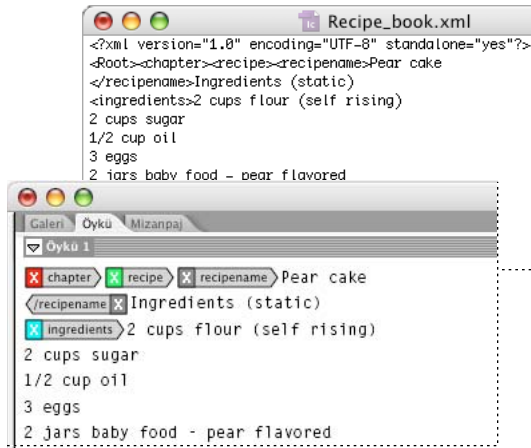 Recipe_book.xml
<?xml version="1.0" encoding="UTF-8" standalone="yes"?>
<Root><chapter><recipe><recipename>Pear cake
</recipename>Ingredients (static)
<ingredients>2 cups flour (self rising)
2 cups sugar
1/2 cup oil
3 eggs
2 jars baby food - pear flavored
Galeri Öykü Mizanpaj
Öykü 1
chapter recipe recipename Pear cake
/recipename Ingredients (static)
ingredients 2 cups flour (self rising)
2 cups sugar
1/2 cup oil
3 eggs
2 jars baby food - pear flavored